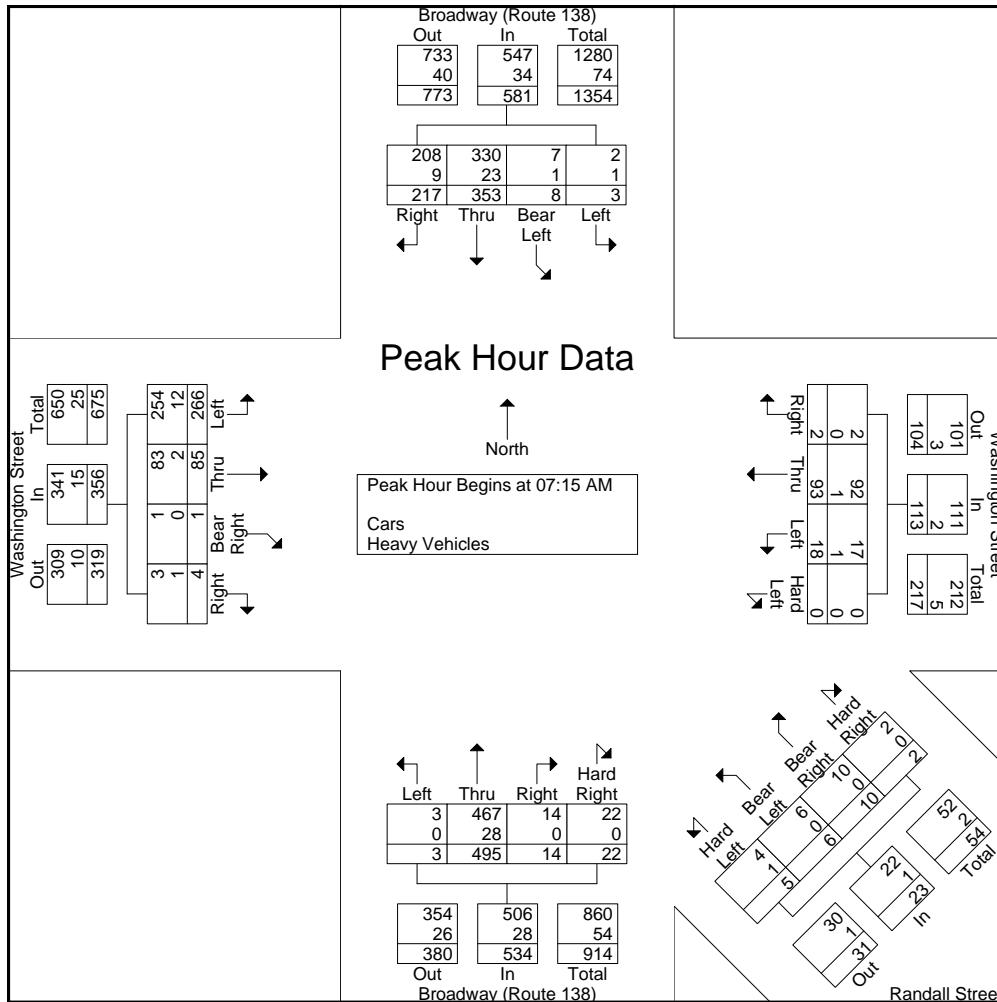 Broadway (Route 138)
Out In Total
733 547 1280
40 34 74
773 581 1354
208 330 7 2
9 23 1 1
217 353 8 3
Right Thru Bear Left Left
Peak Hour Data
North
Peak Hour Begins at 07:15 AM
Cars
Heavy Vehicles
Washington Street
Total In Out
650 341 309
25 15 10
675 356 319
254 83 1 3
12 2 0 1
266 85 1 4
Left Thru Bear Right Right
Washington Street
Out In Total
101 111 212
3 2 5
104 113 217
2 92 17 0
0 1 1 0
2 93 18 0
Right Thru Left Hard Left
Left Thru Right Hard Right
3 467 14 22
0 28 0 0
3 495 14 22
354 506 860
26 28 54
380 534 914
Out In Total
Broadway (Route 138)
Hard Left Bear Left Bear Right Hard Right
4 6 10 2
1 0 0 0
5 6 10 2
30 22 52
1 1 2
31 23 54
Out In Total
Randall Stree